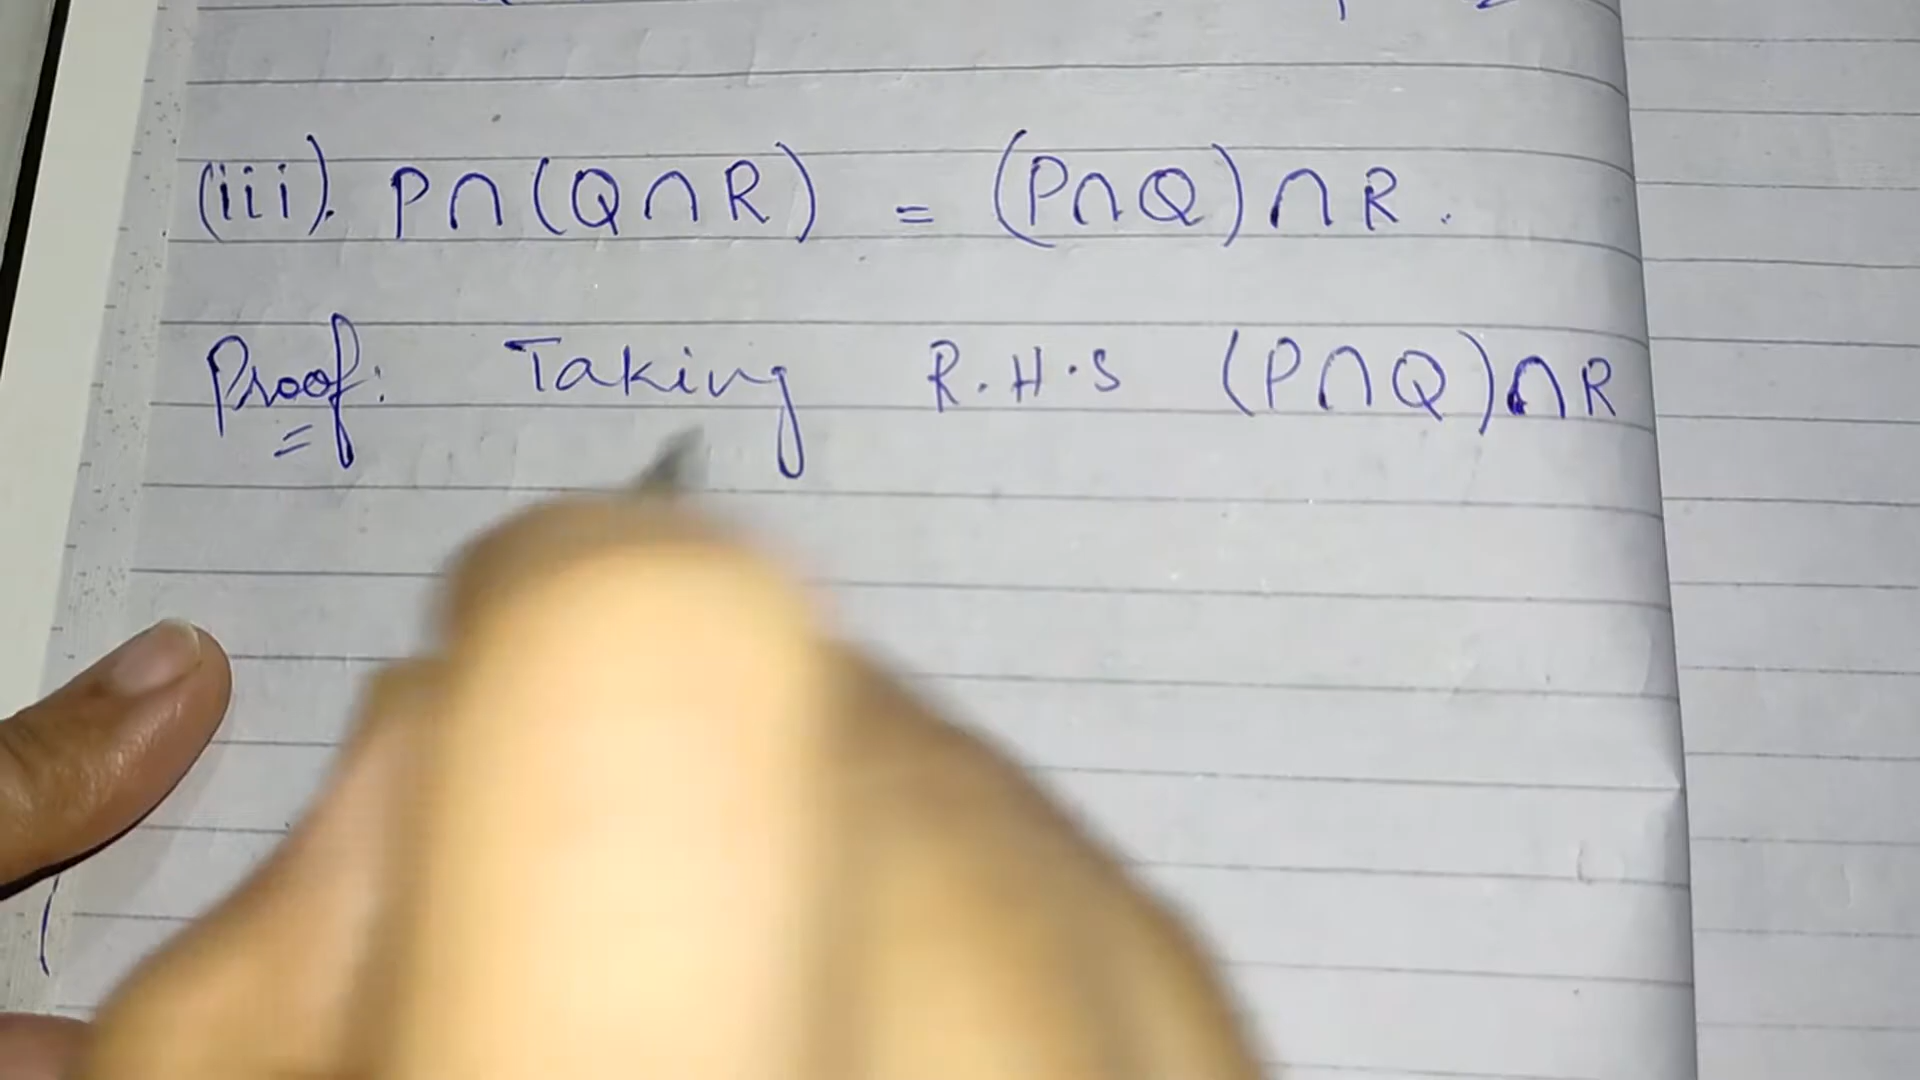 (iii). P∩(Q∩R) = (P∩Q)∩R.
Proof: Taking R.H.S (P∩Q)∩R